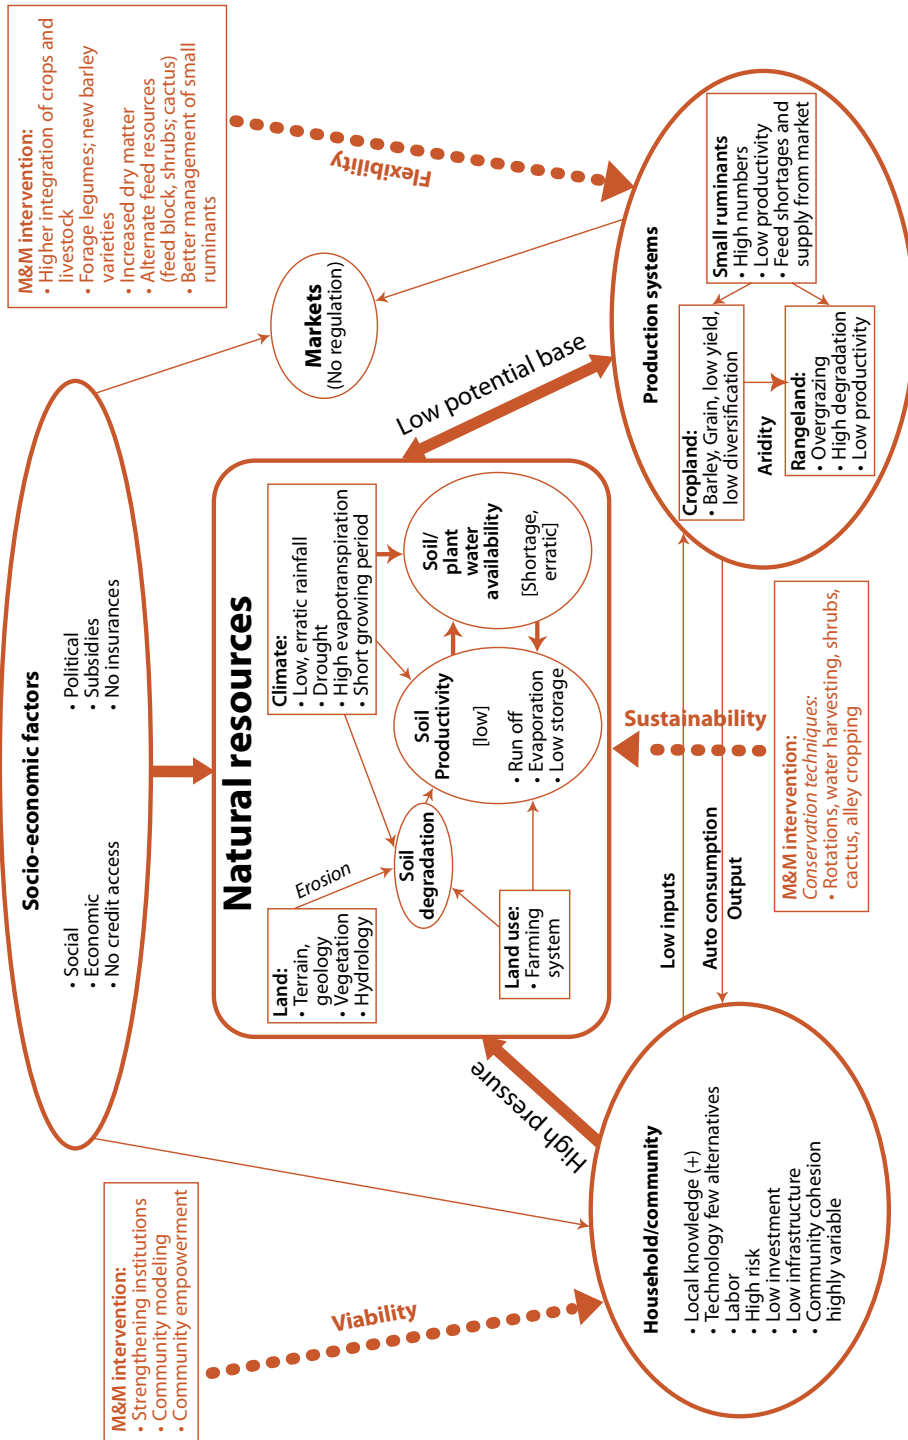 Socio-economic factors
• Social
• Economic
• No credit access
• Political
• Subsidies
• No insurances
M&M intervention:
• Strengthening institutions
• Community modeling
• Community empowerment
M&M intervention:
• Higher integration of crops and
livestock
• Forage legumes; new barley
varieties
• Increased dry matter
• Alternate feed resources
(feed block, shrubs; cactus)
• Better management of small
ruminants
Viability
Flexibility
Markets
(No regulation)
Natural resources
Land:
• Terrain,
geology
• Vegetation
• Hydrology
Erosion
Climate:
• Low, erratic rainfall
• Drought
• High evapotranspiration
• Short growing period
Soil
degradation
Soil
Productivity
[low]
• Run off
• Evaporation
• Low storage
Soil/
plant
water
availability
[Shortage,
erratic]
Land use:
• Farming
system
High pressure
Low potential base
Household/community
• Local knowledge (+)
• Technology few alternatives
• Labor
• High risk
• Low investment
• Low infrastructure
• Community cohesion
highly variable
Low inputs
Auto consumption
Output
Sustainability
M&M intervention:
Conservation techniques:
• Rotations, water harvesting, shrubs,
cactus, alley cropping
Production systems
Cropland:
• Barley, Grain, low yield,
low diversification
Aridity
Rangeland:
• Overgrazing
• High degradation
• Low productivity
Small ruminants
• High numbers
• Low productivity
• Feed shortages and
supply from market